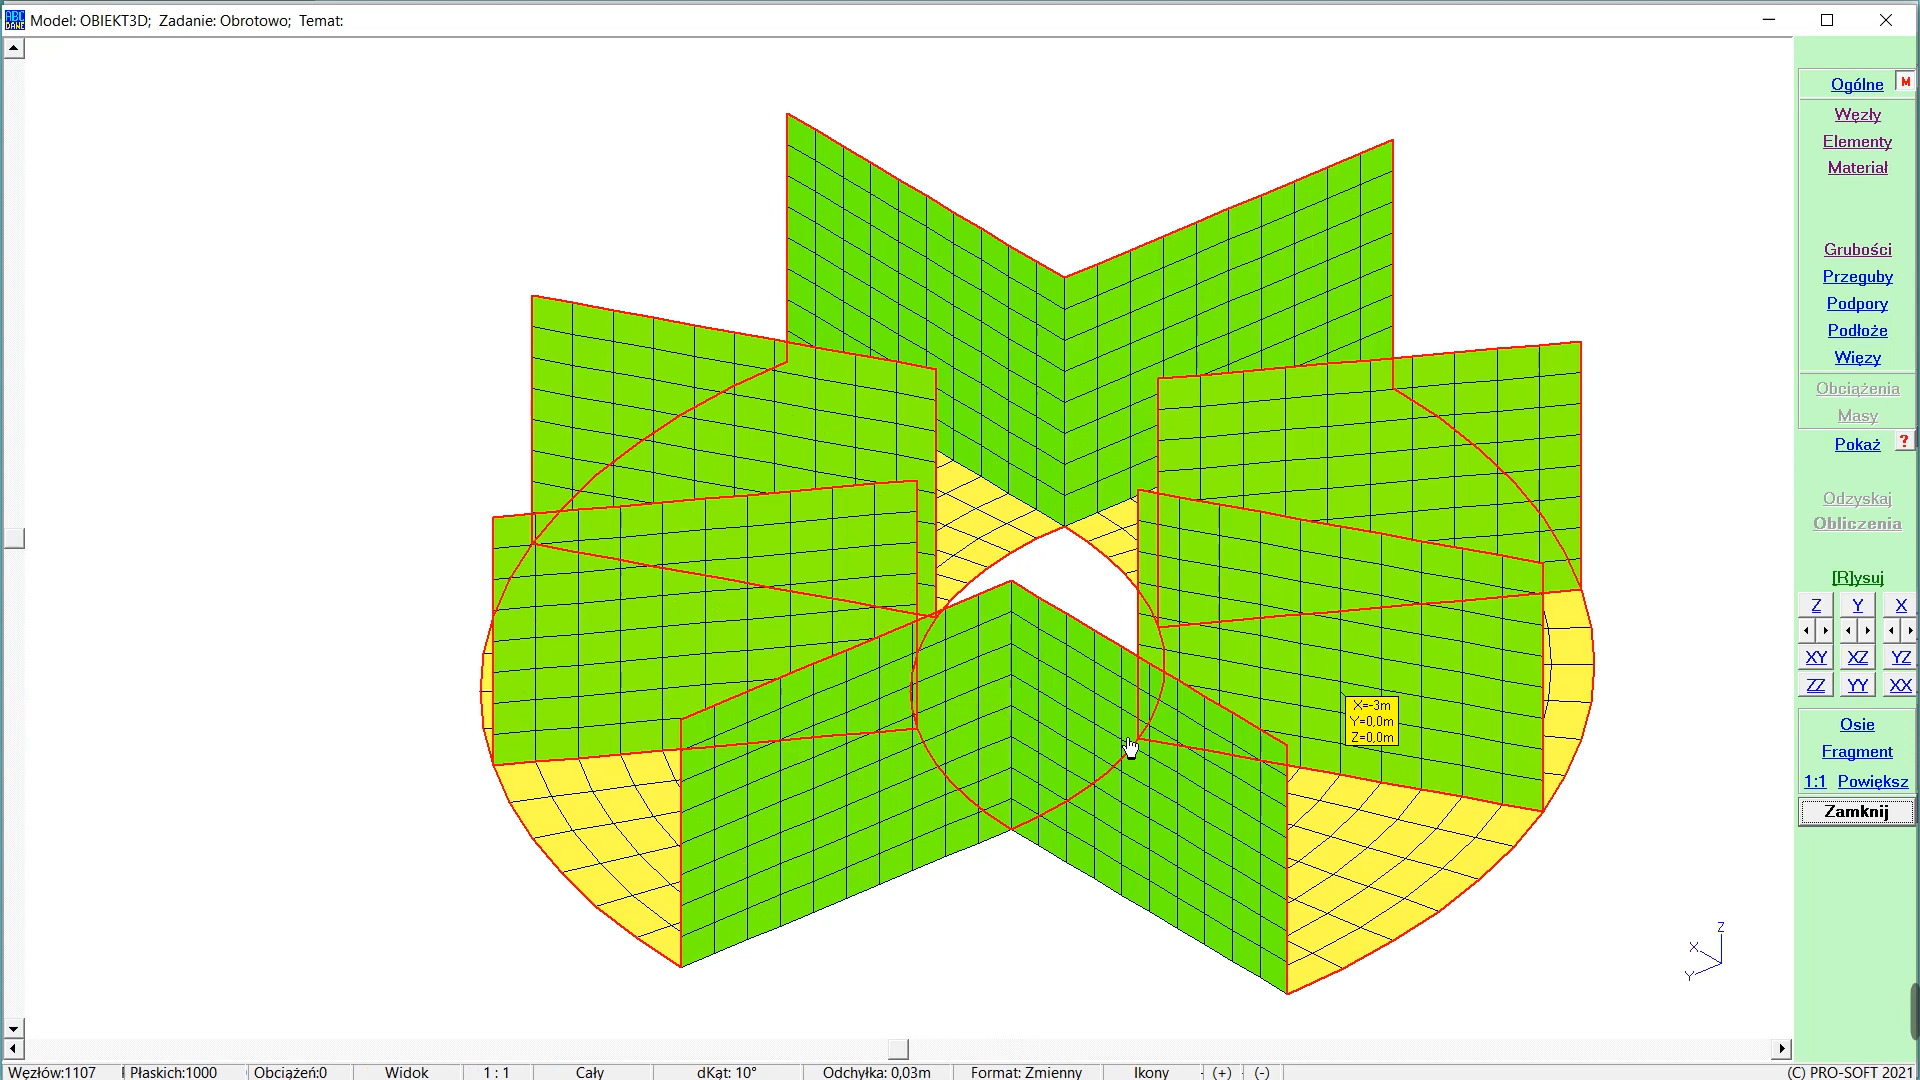 ABC
DANE
Model: OBIEKT3D; Zadanie: Obrotowo; Temat:
Ogólne M
Węzły
Elementy
Materiał
Grubości
Przeguby
Podpory
Podłoże
Więzy
Obciążenia
Masy
Pokaż ?
Odzyskaj
Obliczenia
[R]ysuj
Z Y X
XY XZ YZ
ZZ YY XX
Osie
Fragment
1:1 Powiększ
Zamknij
X=-3m
Y=0,0m
Z=0,0m
Z
X
Y
Węzłów:1107 Płaskich:1000 Obciążeń:0 Widok 1 : 1 Cały dKąt: 10° Odchyłka: 0,03m Format: Zmienny Ikony (+) (-) (C) PRO-SOFT 2021